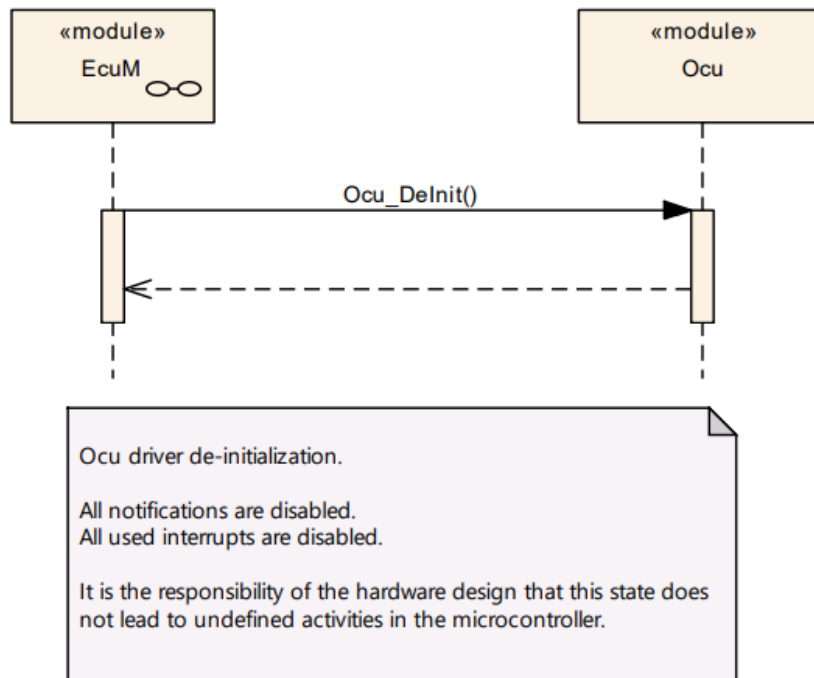 «module»
EcuM
«module»
Ocu
Ocu_DeInit()
Ocu driver de-initialization.
All notifications are disabled.
All used interrupts are disabled.
It is the responsibility of the hardware design that this state does
not lead to undefined activities in the microcontroller.